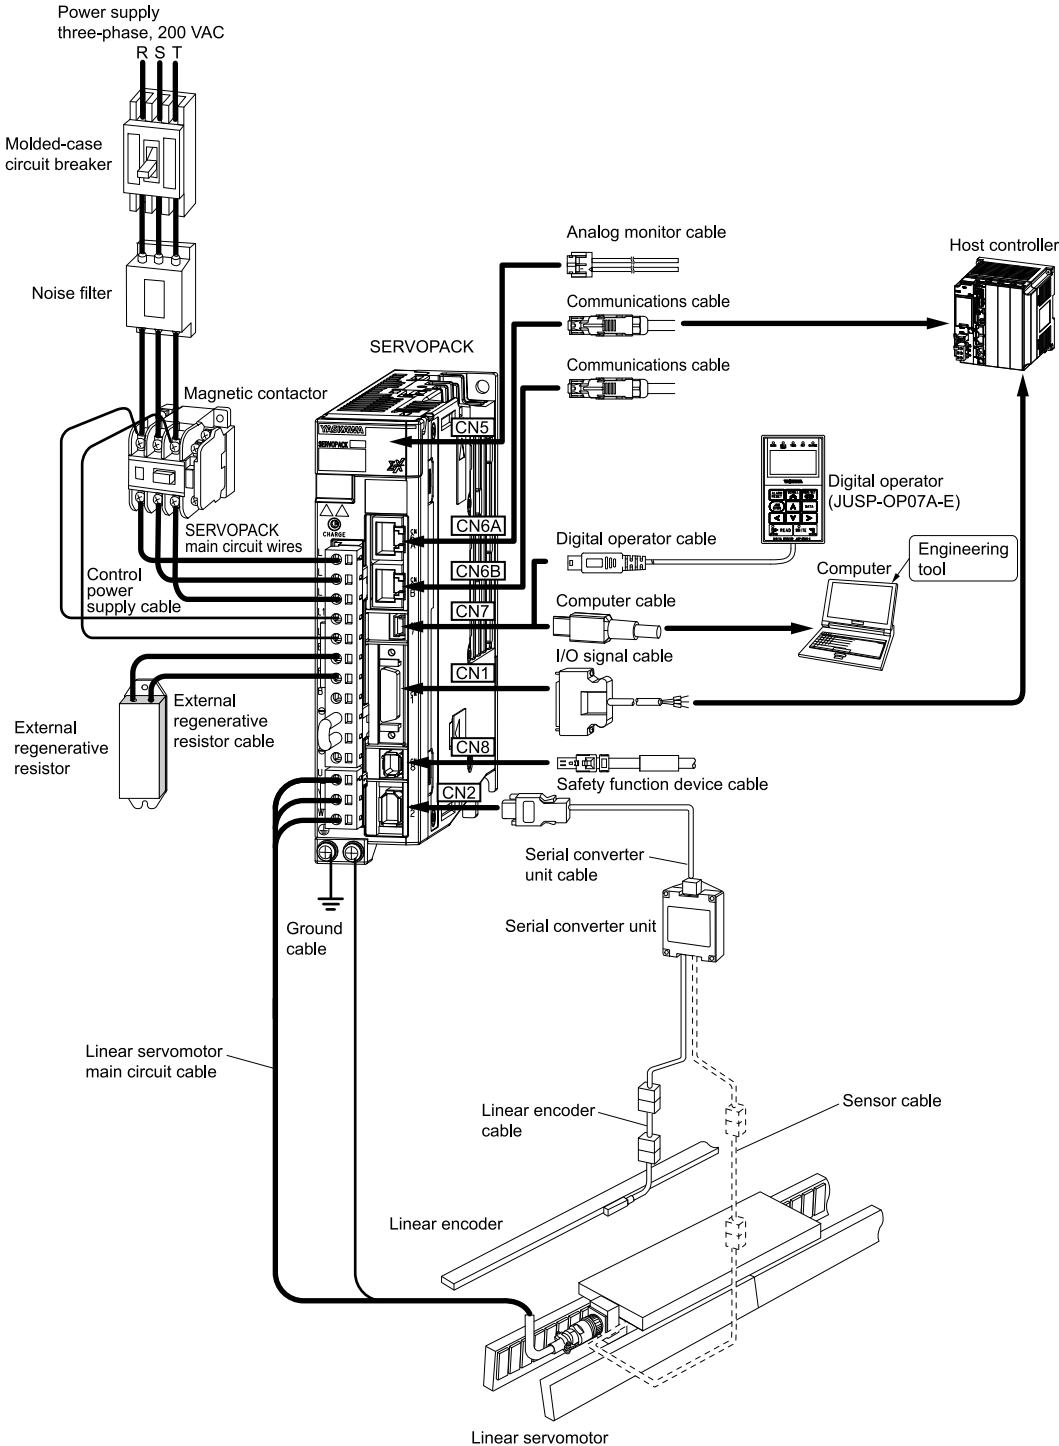 Power supply
three-phase, 200 VAC
R S T
Molded-case
circuit breaker
Noise filter
Magnetic contactor
SERVOPACK
main circuit wires
Control
power
supply cable
External
regenerative
resistor
External
regenerative
resistor cable
SERVOPACK
YASKAWA
SERVOPACK
CHARGE
CN5
CN6A
CN6B
CN7
CN1
CN8
CN2
U
V
W
Analog monitor cable
Communications cable
Communications cable
Host controller
Digital operator
(JUSP-OP07A-E)
DATA
READ
Digital operator cable
Computer
Engineering
tool
Computer cable
I/O signal cable
Safety function device cable
Serial converter
unit cable
Serial converter unit
Ground
cable
Linear servomotor
main circuit cable
Linear encoder
cable
Sensor cable
Linear encoder
Linear servomotor